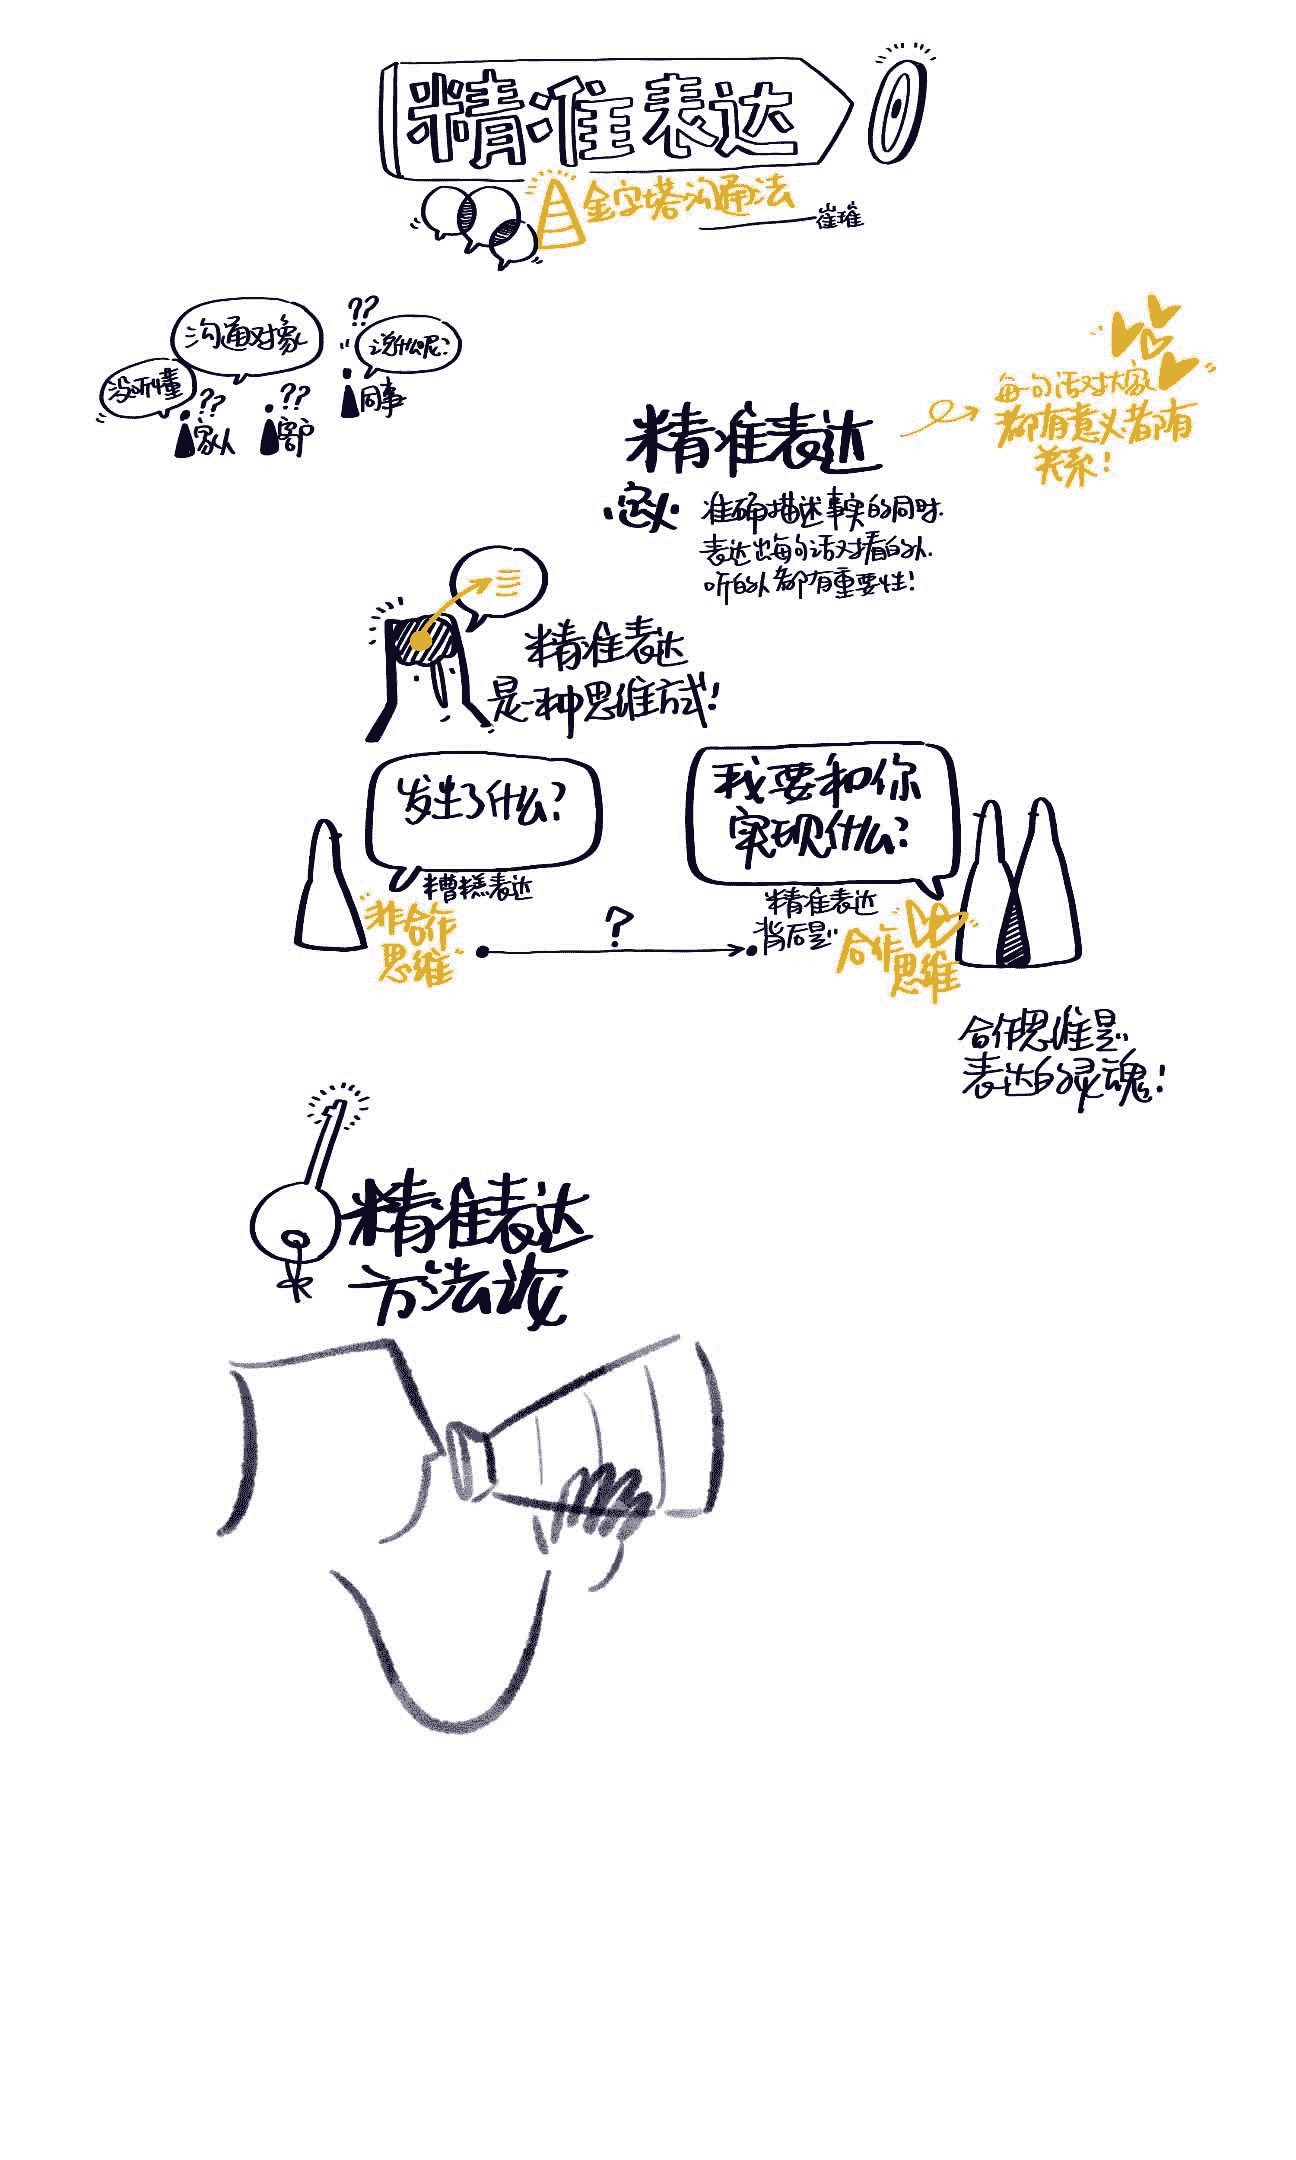 精准表达
金字塔沟通法
崔璀
沟通对象
没听懂
??
家人
??
客户
??
说什么呢?
同事
精准表达
每句话对大家
都有意义.都有
关系!
定义
准确描述事实的同时.
表达出每句话对看的人.
听的人都有重要性!
精准表达
是一种思维方式!
发生了什么?
糟糕表达
非合作
思维
?
我要和你
实现什么?
精准表达
背后是..
合作
思维
合作思维是..
表达的灵魂!
精准表达
方法论